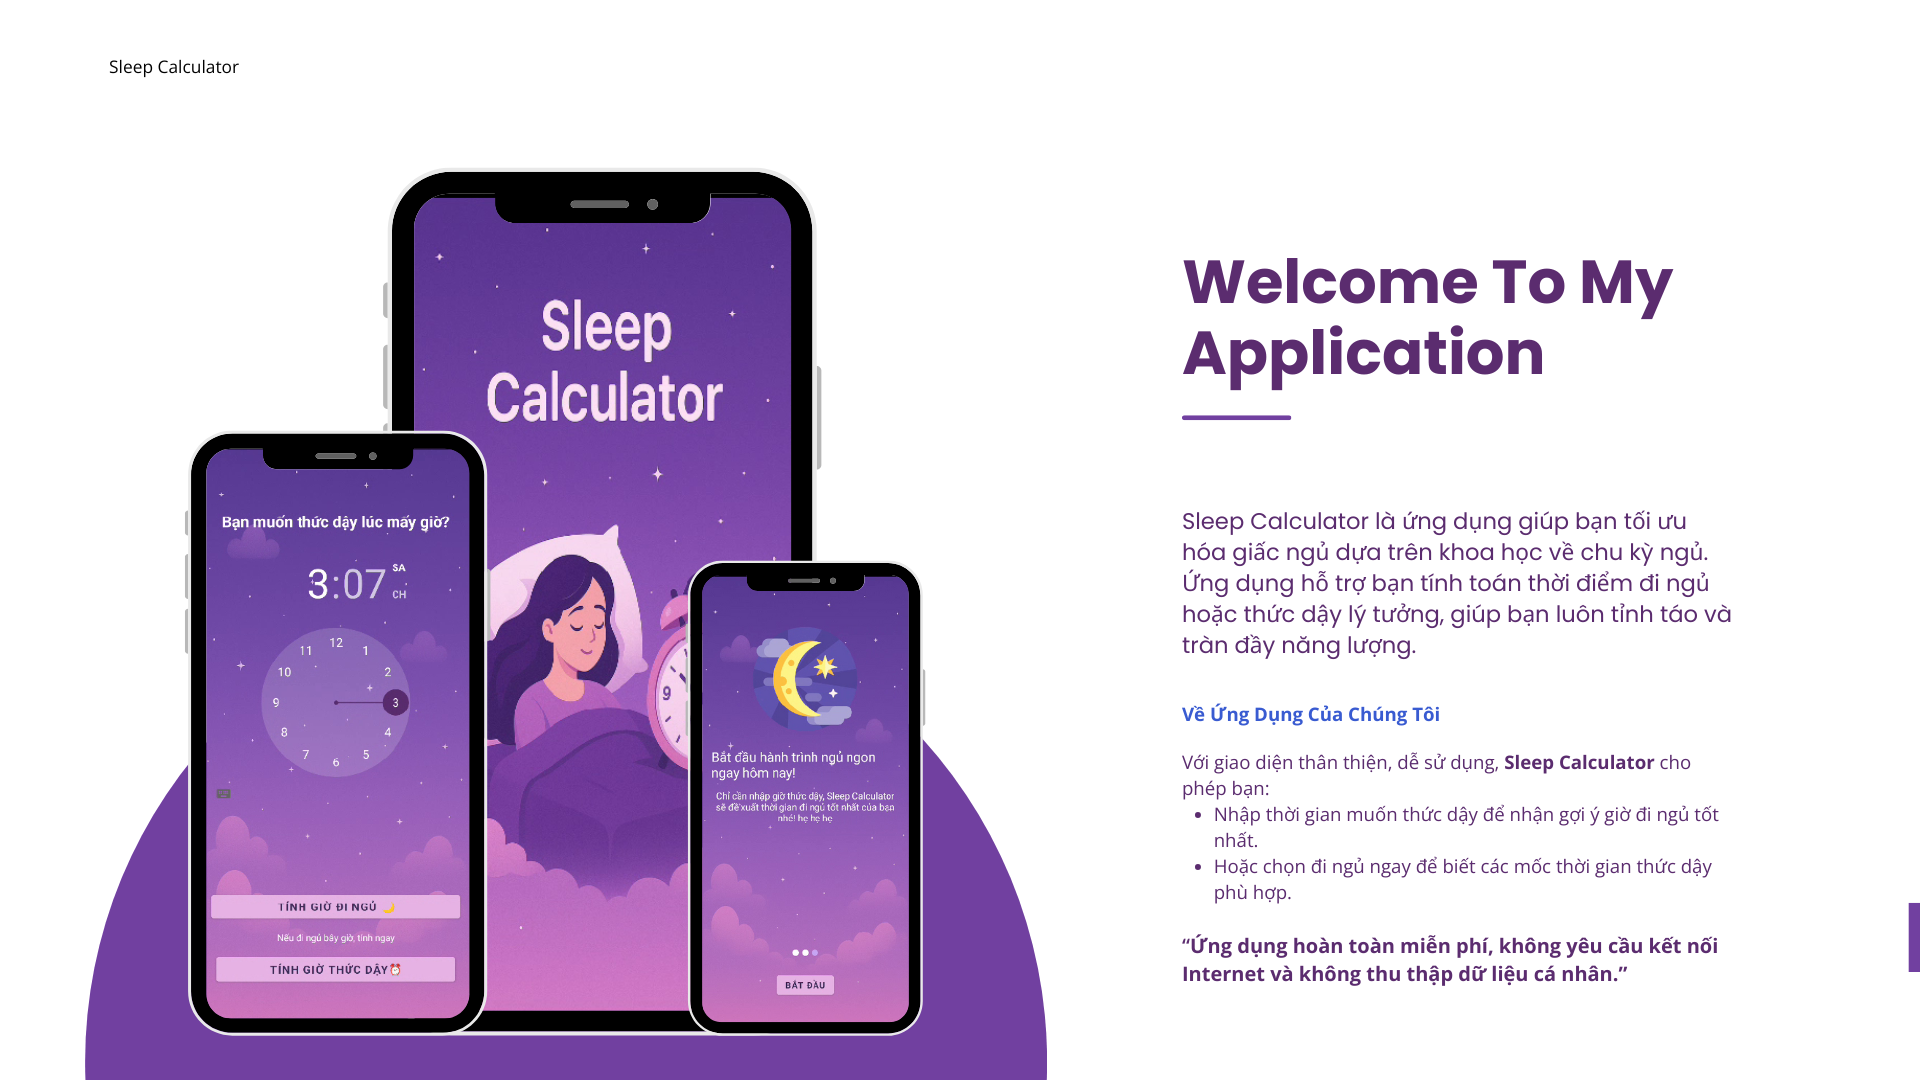 Sleep Calculator
Sleep
Calculator
Bạn muốn thức dậy lúc mấy giờ?
3:07
SA
CH
12
11
1
10
2
9
3
8
4
7
5
6
TÍNH GIỜ ĐI NGỦ 🌙
Nếu đi ngủ bây giờ, tính ngay
TÍNH GIỜ THỨC DẬY⏰
9
Bắt đầu hành trình ngủ ngon
ngay hôm nay!
Chỉ cần nhập giờ thức dậy, Sleep Calculator
sẽ đề xuất thời gian đi ngủ tốt nhất của bạn
nhé! hẹ hẹ hẹ
BẮT ĐẦU
Welcome To My
Application
Sleep Calculator là ứng dụng giúp bạn tối ưu
hóa giấc ngủ dựa trên khoa học về chu kỳ ngủ.
Ứng dụng hỗ trợ bạn tính toán thời điểm đi ngủ
hoặc thức dậy lý tưởng, giúp bạn luôn tỉnh táo và
tràn đầy năng lượng.
Về Ứng Dụng Của Chúng Tôi
Với giao diện thân thiện, dễ sử dụng, Sleep Calculator cho
phép bạn:
• Nhập thời gian muốn thức dậy để nhận gợi ý giờ đi ngủ tốt
nhất.
• Hoặc chọn đi ngủ ngay để biết các mốc thời gian thức dậy
phù hợp.
“Ứng dụng hoàn toàn miễn phí, không yêu cầu kết nối
Internet và không thu thập dữ liệu cá nhân.”